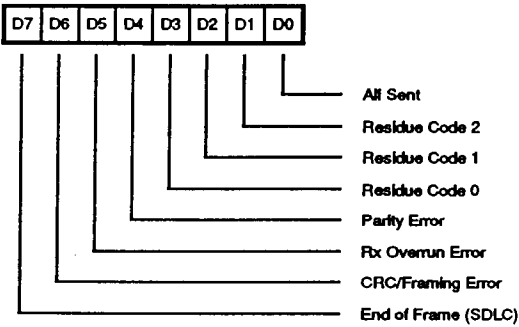 D7 D6 D5 D4 D3 D2 D1 D0
All Sent
Residue Code 2
Residue Code 1
Residue Code 0
Parity Error
Rx Overrun Error
CRC/Framing Error
End of Frame (SDLC)